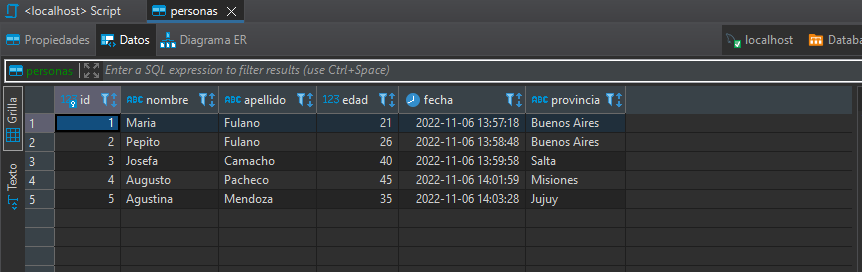 <localhost> Script personas
Propiedades Datos Diagrama ER localhost Databa
personas Enter a SQL expression to filter results (use Ctrl+Space)
Grilla
Texto
123 id ABC nombre ABC apellido 123 edad fecha ABC provincia
1 1 Maria Fulano 21 2022-11-06 13:57:18 Buenos Aires
2 2 Pepito Fulano 26 2022-11-06 13:58:48 Buenos Aires
3 3 Josefa Camacho 40 2022-11-06 13:59:58 Salta
4 4 Augusto Pacheco 45 2022-11-06 14:01:59 Misiones
5 5 Agustina Mendoza 35 2022-11-06 14:03:28 Jujuy